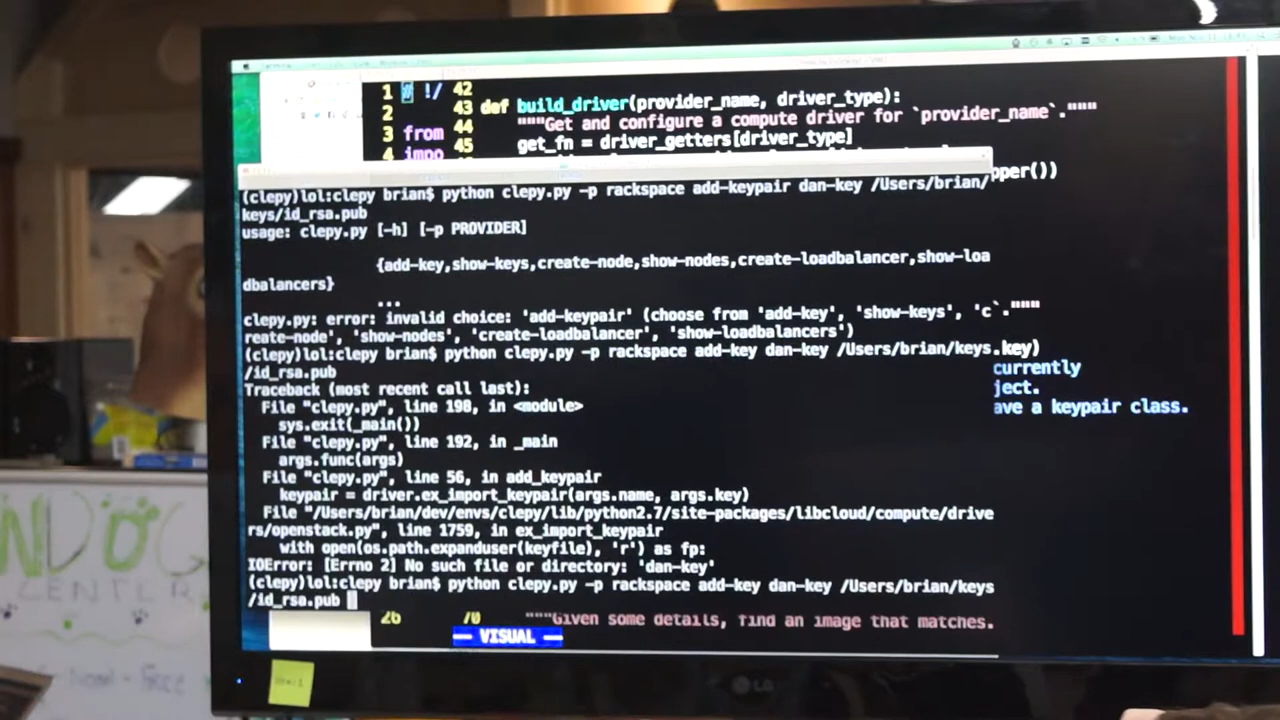 1 # !/ 42
2 43 def build_driver(provider_name, driver_type):
3 from 44 """Get and configure a compute driver for `provider_name`."""
4 impo 45 get_fn = driver_getters[driver_type]
pper())
(clepy)lol:clepy brian$ python clepy.py -p rackspace add-keypair dan-key /Users/brian/
keys/id_rsa.pub
usage: clepy.py [-h] [-p PROVIDER]
{add-key,show-keys,create-node,show-nodes,create-loadbalancer,show-loa
dbalancers}
...
clepy.py: error: invalid choice: 'add-keypair' (choose from 'add-key', 'show-keys', 'c`."""
reate-node', 'show-nodes', 'create-loadbalancer', 'show-loadbalancers')
(clepy)lol:clepy brian$ python clepy.py -p rackspace add-key dan-key /Users/brian/keys.key)
/id_rsa.pub
currently
Traceback (most recent call last):
ject.
File "clepy.py", line 198, in <module>
ave a keypair class.
sys.exit(_main())
File "clepy.py", line 192, in _main
args.func(args)
File "clepy.py", line 56, in add_keypair
keypair = driver.ex_import_keypair(args.name, args.key)
File "/Users/brian/dev/envs/clepy/lib/python2.7/site-packages/libcloud/compute/drive
rs/openstack.py", line 1759, in ex_import_keypair
with open(os.path.expanduser(keyfile), 'r') as fp:
IOError: [Errno 2] No such file or directory: 'dan-key'
(clepy)lol:clepy brian$ python clepy.py -p rackspace add-key dan-key /Users/brian/keys
/id_rsa.pub
26 70 """Given some details, find an image that matches.
-- VISUAL --
LG
NDOG
CENTER